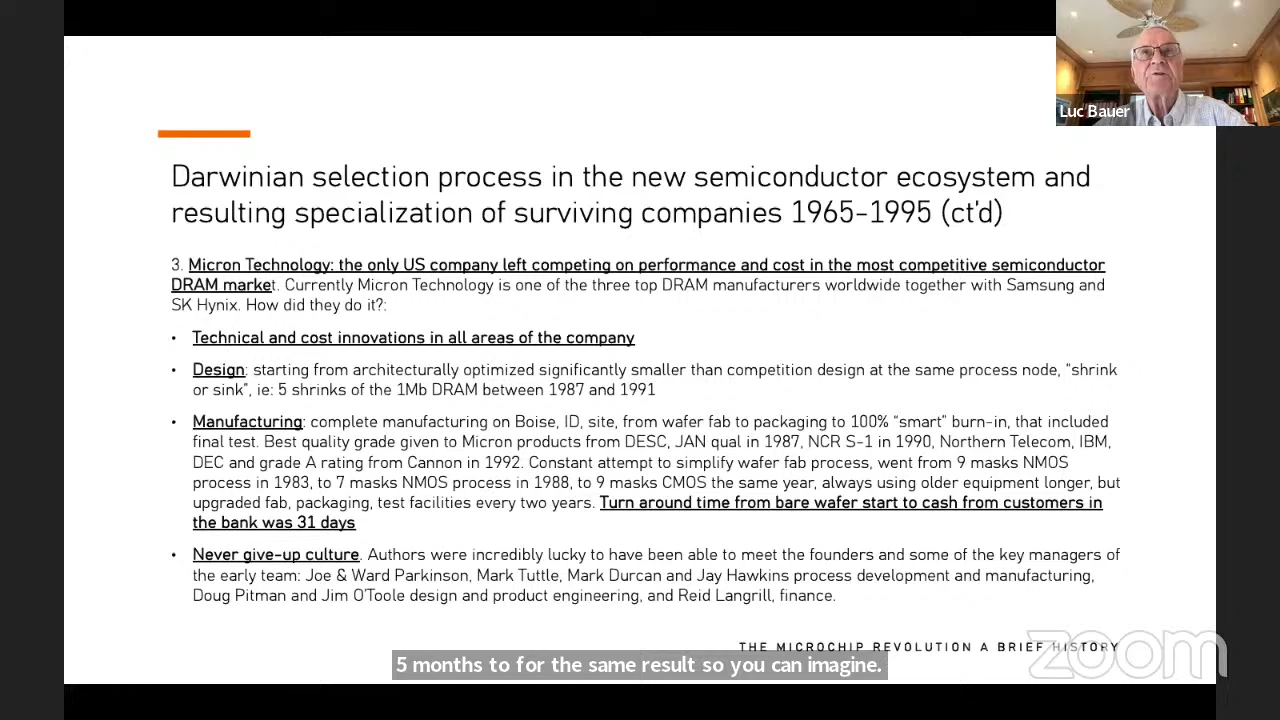 Luc Bauer
Darwinian selection process in the new semiconductor ecosystem and
resulting specialization of surviving companies 1965-1995 (ct'd)
3. Micron Technology: the only US company left competing on performance and cost in the most competitive semiconductor
DRAM market. Currently Micron Technology is one of the three top DRAM manufacturers worldwide together with Samsung and
SK Hynix. How did they do it?:
• Technical and cost innovations in all areas of the company
• Design: starting from architecturally optimized significantly smaller than competition design at the same process node, “shrink
or sink”, ie: 5 shrinks of the 1Mb DRAM between 1987 and 1991
• Manufacturing: complete manufacturing on Boise, ID, site, from wafer fab to packaging to 100% “smart” burn-in, that included
final test. Best quality grade given to Micron products from DESC, JAN qual in 1987, NCR S-1 in 1990, Northern Telecom, IBM,
DEC and grade A rating from Cannon in 1992. Constant attempt to simplify wafer fab process, went from 9 masks NMOS
process in 1983, to 7 masks NMOS process in 1988, to 9 masks CMOS the same year, always using older equipment longer, but
upgraded fab, packaging, test facilities every two years. Turn around time from bare wafer start to cash from customers in
the bank was 31 days
• Never give-up culture. Authors were incredibly lucky to have been able to meet the founders and some of the key managers of
the early team: Joe & Ward Parkinson, Mark Tuttle, Mark Durcan and Jay Hawkins process development and manufacturing,
Doug Pitman and Jim O'Toole design and product engineering, and Reid Langrill, finance.
THE MICROCHIP REVOLUTION A BRIEF HISTORY
zoom
5 months to for the same result so you can imagine.